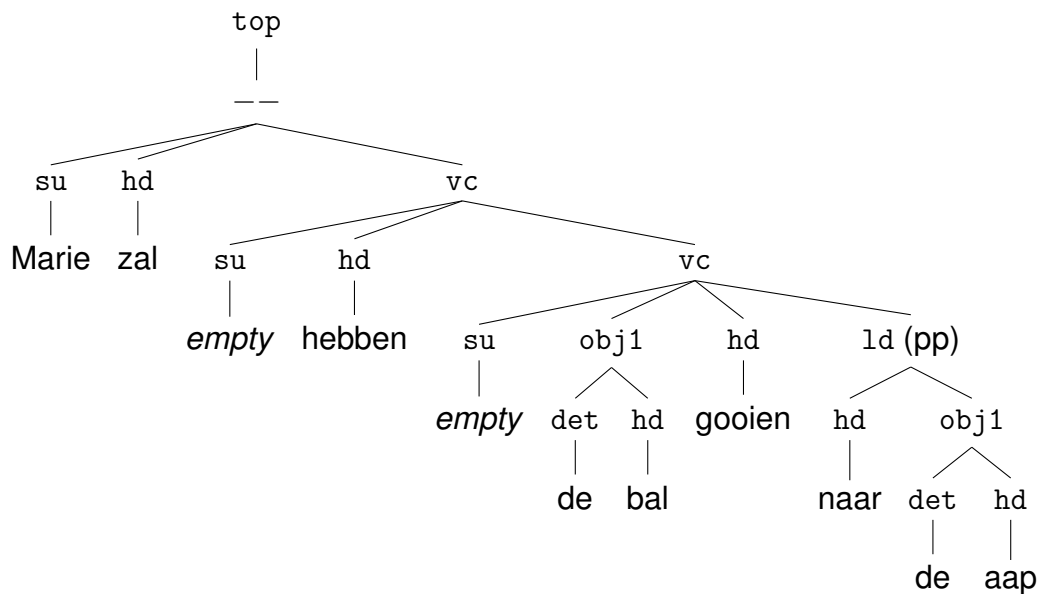 top
——
su hd vc
Marie zal su hd vc
empty hebben su obj1 hd ld (pp)
empty det hd gooien hd obj1
de bal naar det hd
de aap